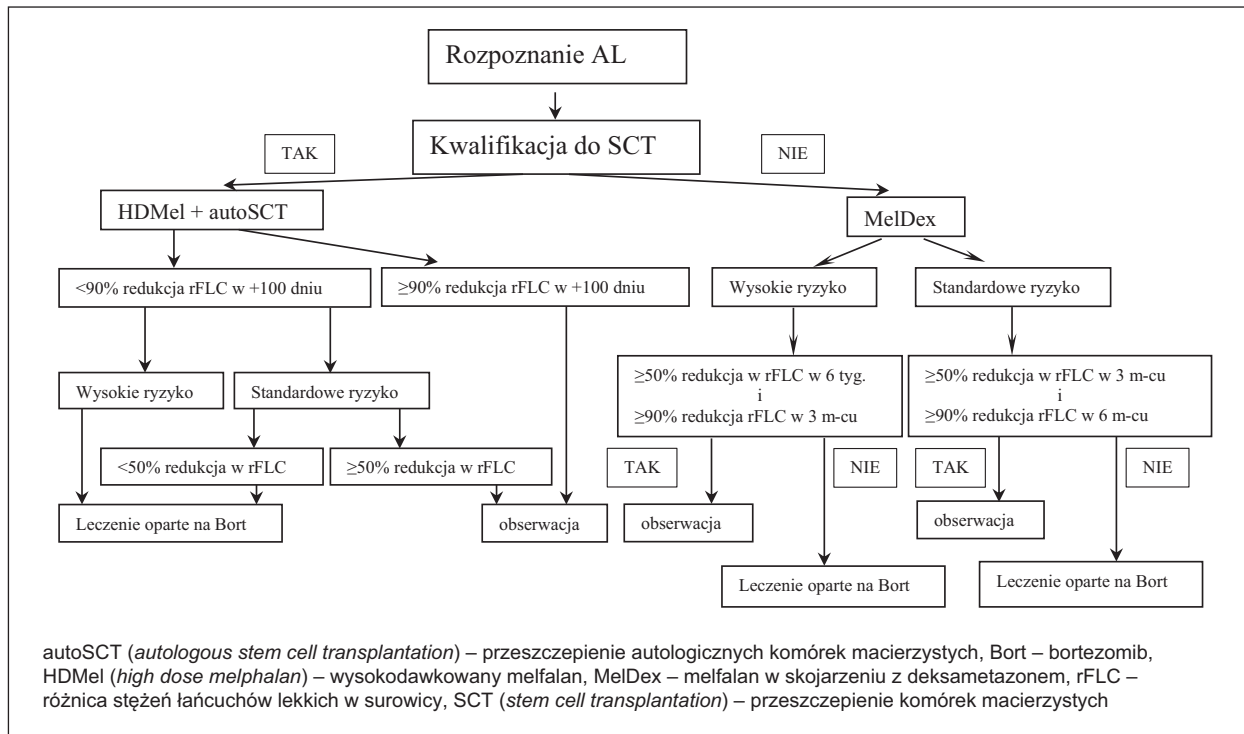 Rozpoznanie AL
Kwalifikacja do SCT
TAK
NIE
HDMel + autoSCT
MelDex
<90% redukcja rFLC w +100 dniu
≥90% redukcja rFLC w +100 dniu
Wysokie ryzyko
Standardowe ryzyko
Wysokie ryzyko
Standardowe ryzyko
<50% redukcja w rFLC
≥50% redukcja w rFLC
Leczenie oparte na Bort
obserwacja
≥50% redukcja w rFLC w 6 tyg.
i
≥90% redukcja rFLC w 3 m-cu
≥50% redukcja w rFLC w 3 m-cu
i
≥90% redukcja rFLC w 6 m-cu
TAK
NIE
TAK
NIE
obserwacja
obserwacja
Leczenie oparte na Bort
Leczenie oparte na Bort
autoSCT (autologous stem cell transplantation) – przeszczepienie autologicznych komórek macierzystych, Bort – bortezomib,
HDMel (high dose melphalan) – wysokodawkowany melfalan, MelDex – melfalan w skojarzeniu z deksametazonem, rFLC –
różnica stężeń łańcuchów lekkich w surowicy, SCT (stem cell transplantation) – przeszczepienie komórek macierzystych